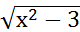 √(x² − 3)